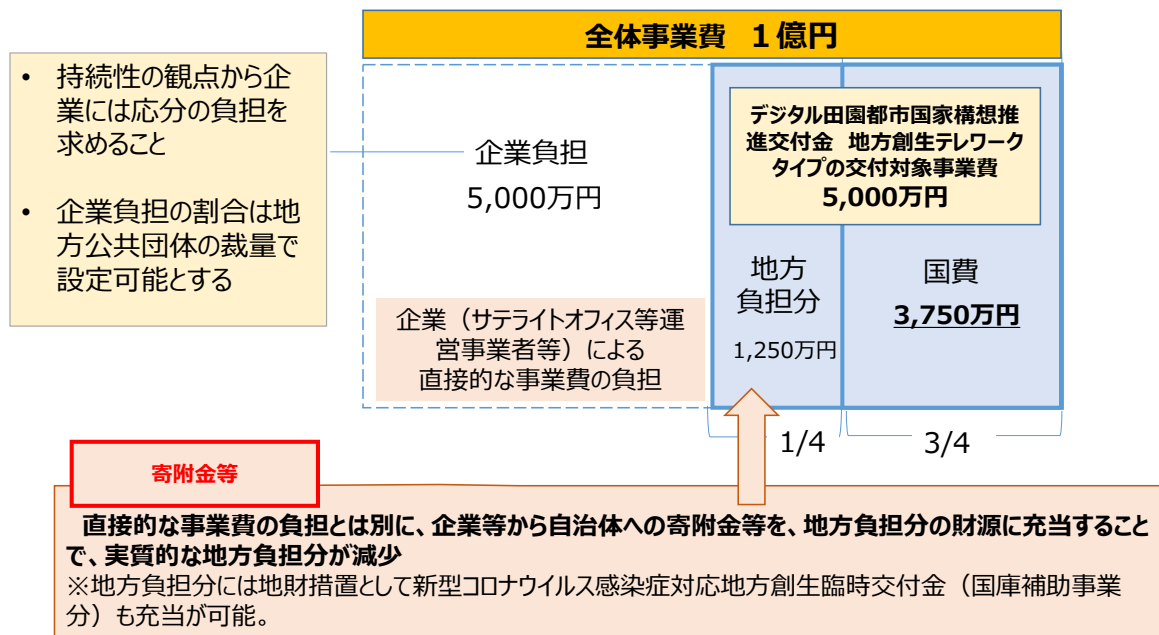 全体事業費 1億円
• 持続性の観点から企
業には応分の負担を
求めること
• 企業負担の割合は地
方公共団体の裁量で
設定可能とする
企業負担
5,000万円
企業（サテライトオフィス等運
営事業者等）による
直接的な事業費の負担
デジタル田園都市国家構想推
進交付金 地方創生テレワーク
タイプの交付対象事業費
5,000万円
地方
負担分
1,250万円
国費
3,750万円
1/4
3/4
寄附金等
直接的な事業費の負担とは別に、企業等から自治体への寄附金等を、地方負担分の財源に充当すること
で、実質的な地方負担分が減少
※地方負担分には地財措置として新型コロナウイルス感染症対応地方創生臨時交付金（国庫補助事業
分）も充当が可能。